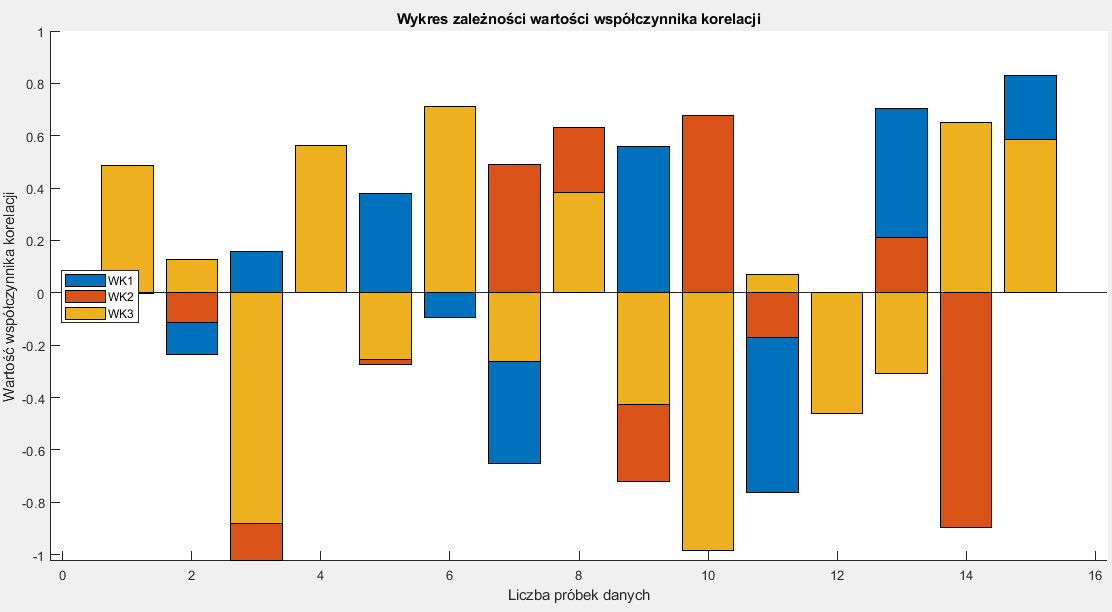 Wykres zależności wartości współczynnika korelacji
Wartość współczynnika korelacji
1
0.8
0.6
0.4
0.2
0
-0.2
-0.4
-0.6
-0.8
-1
WK1
WK2
WK3
0 2 4 6 8 10 12 14 16
Liczba próbek danych